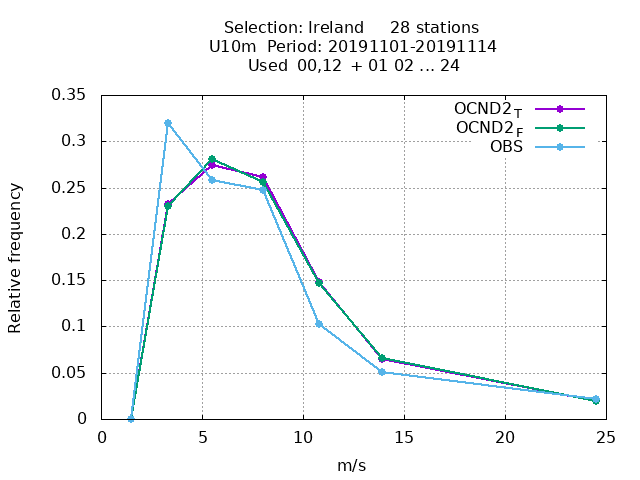 Selection: Ireland 28 stations
U10m Period: 20191101-20191114
Used 00,12 + 01 02 ... 24
OCND2T
OCND2F
OBS
0.35
0.3
0.25
0.2
0.15
0.1
0.05
0
Relative frequency
0 5 10 15 20 25
m/s